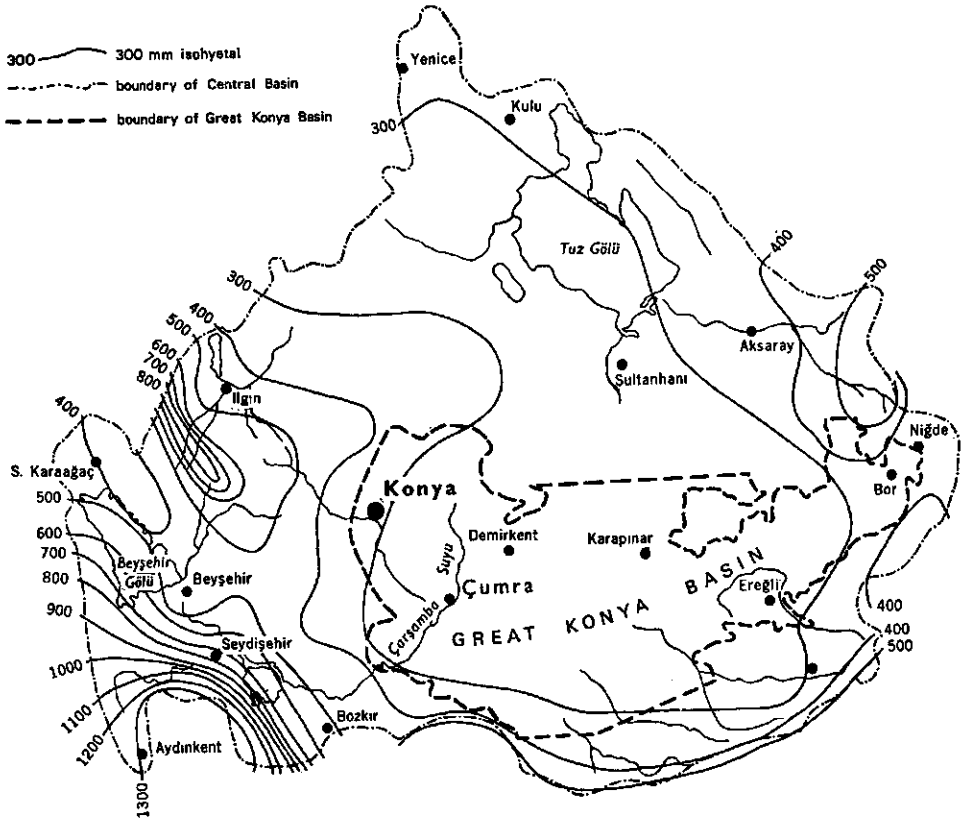 300 300 mm isohyetal
boundary of Central Basin
boundary of Great Konya Basin
Yenice
Kulu
300
Tuz Gölü
400
500
300
400
500
600
700
800
Aksaray
Sultanhanı
Ilgın
400
S. Karaağaç
Niğde
Bor
Konya
500
600
700
800
900
1000
1100
1200
Beyşehir
Gölü
Beyşehir
Demirkent
Karapınar
Suyu
Çarşamba
Çumra
Ereğli
GREAT KONYA BASIN
Seydişehir
Bozkır
Aydınkent
1300
400
400
500